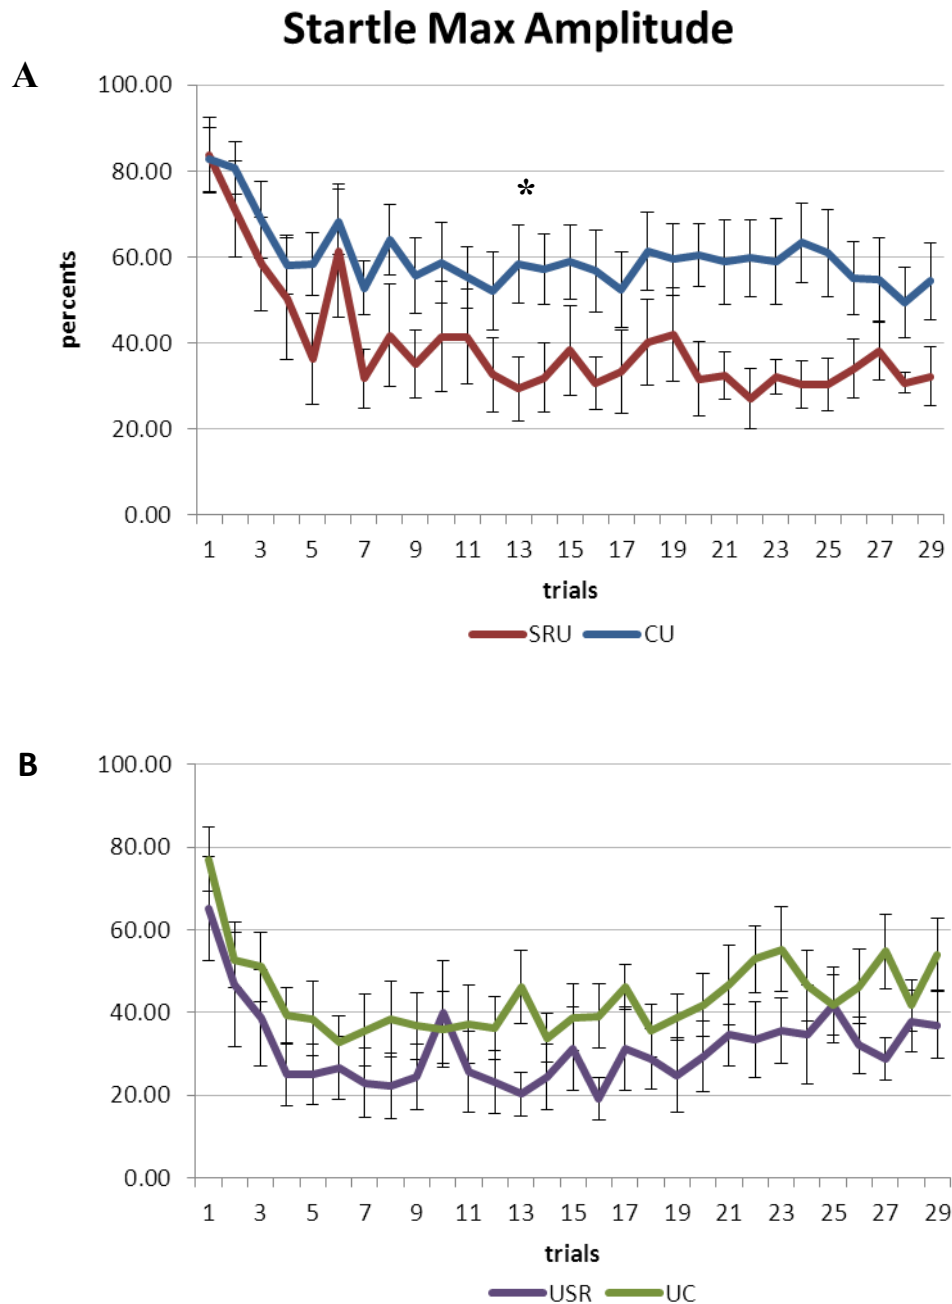 Startle Max Amplitude
A
100.00
80.00
60.00
40.00
20.00
0.00
percents
*
1 3 5 7 9 11 13 15 17 19 21 23 25 27 29
trials
SRU CU
B
100.00
80.00
60.00
40.00
20.00
0.00
1 3 5 7 9 11 13 15 17 19 21 23 25 27 29
trials
USR UC